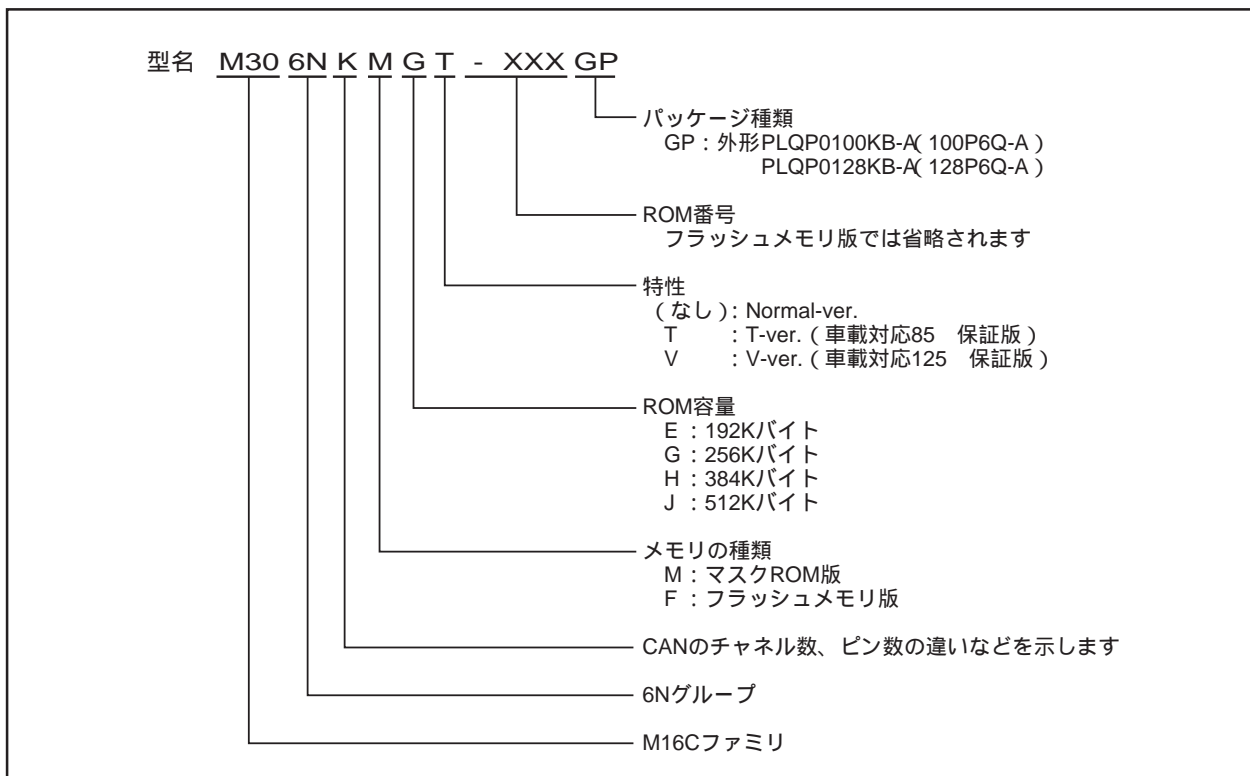 型名 M30 6N K M G T - XXX GP
パッケージ種類
GP : 外形PLQP0100KB-A( 100P6Q-A )
PLQP0128KB-A( 128P6Q-A )
ROM番号
フラッシュメモリ版では省略されます
特性
( なし ) : Normal-ver.
T : T-ver. ( 車載対応85 保証版 )
V : V-ver. ( 車載対応125 保証版 )
ROM容量
E : 192Kバイト
G : 256Kバイト
H : 384Kバイト
J : 512Kバイト
メモリの種類
M : マスクROM版
F : フラッシュメモリ版
CANのチャネル数、ピン数の違いなどを示します
6Nグループ
M16Cファミリ